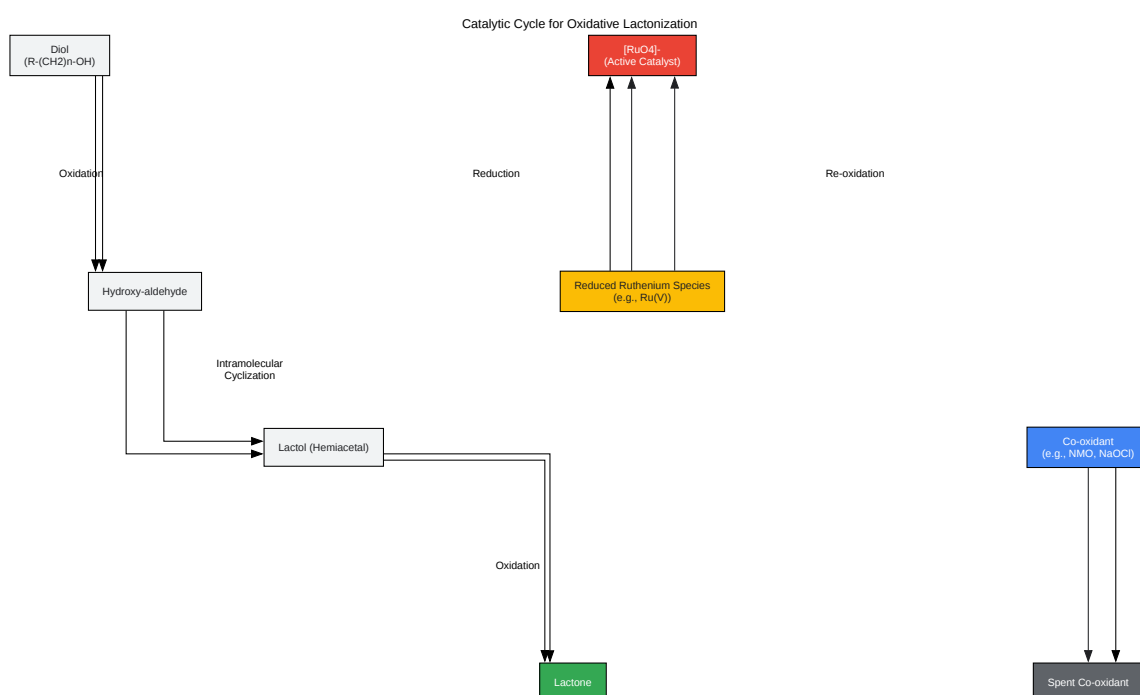 Catalytic Cycle for Oxidative Lactonization
Diol
(R-(CH2)n-OH)
[RuO4]-
(Active Catalyst)
Oxidation
Reduction
Re-oxidation
Hydroxy-aldehyde
Reduced Ruthenium Species
(e.g., Ru(V))
Intramolecular
Cyclization
Lactol (Hemiacetal)
Co-oxidant
(e.g., NMO, NaOCl)
Oxidation
Lactone
Spent Co-oxidant